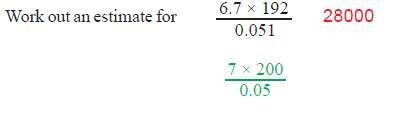 Work out an estimate for 6.7 × 192 / 0.051 28000
7 × 200 / 0.05